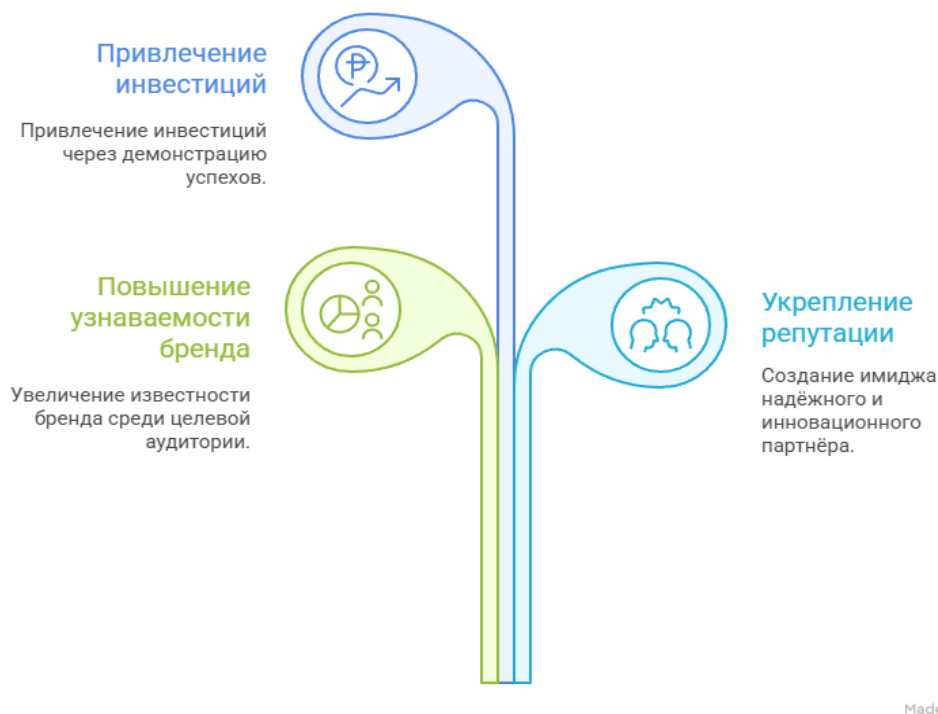 Привлечение
инвестиций
Привлечение инвестиций
через демонстрацию
успехов.
Повышение
узнаваемости
бренда
Увеличение известности
бренда среди целевой
аудитории.
Укрепление
репутации
Создание имиджа
надёжного и
инновационного
партнёра.
Made